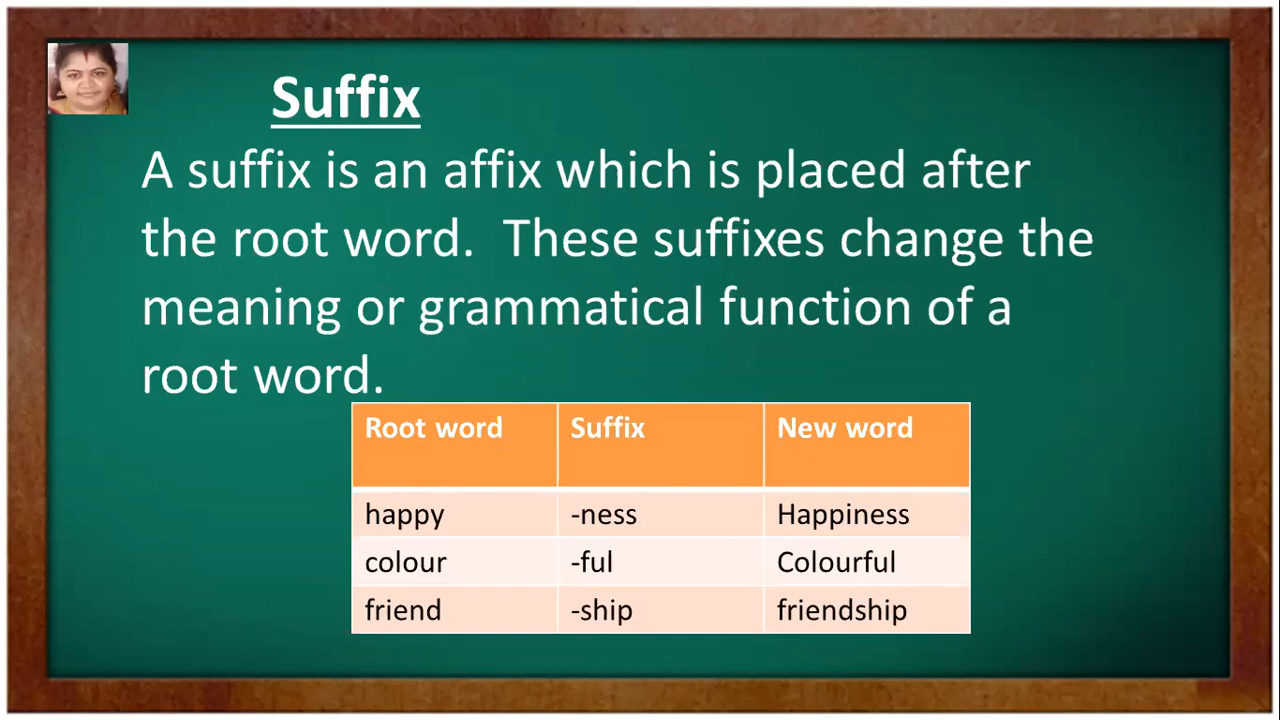 Suffix
A suffix is an affix which is placed after
the root word.  These suffixes change the
meaning or grammatical function of a
root word.
Root word Suffix New word
happy -ness Happiness
colour -ful Colourful
friend -ship friendship